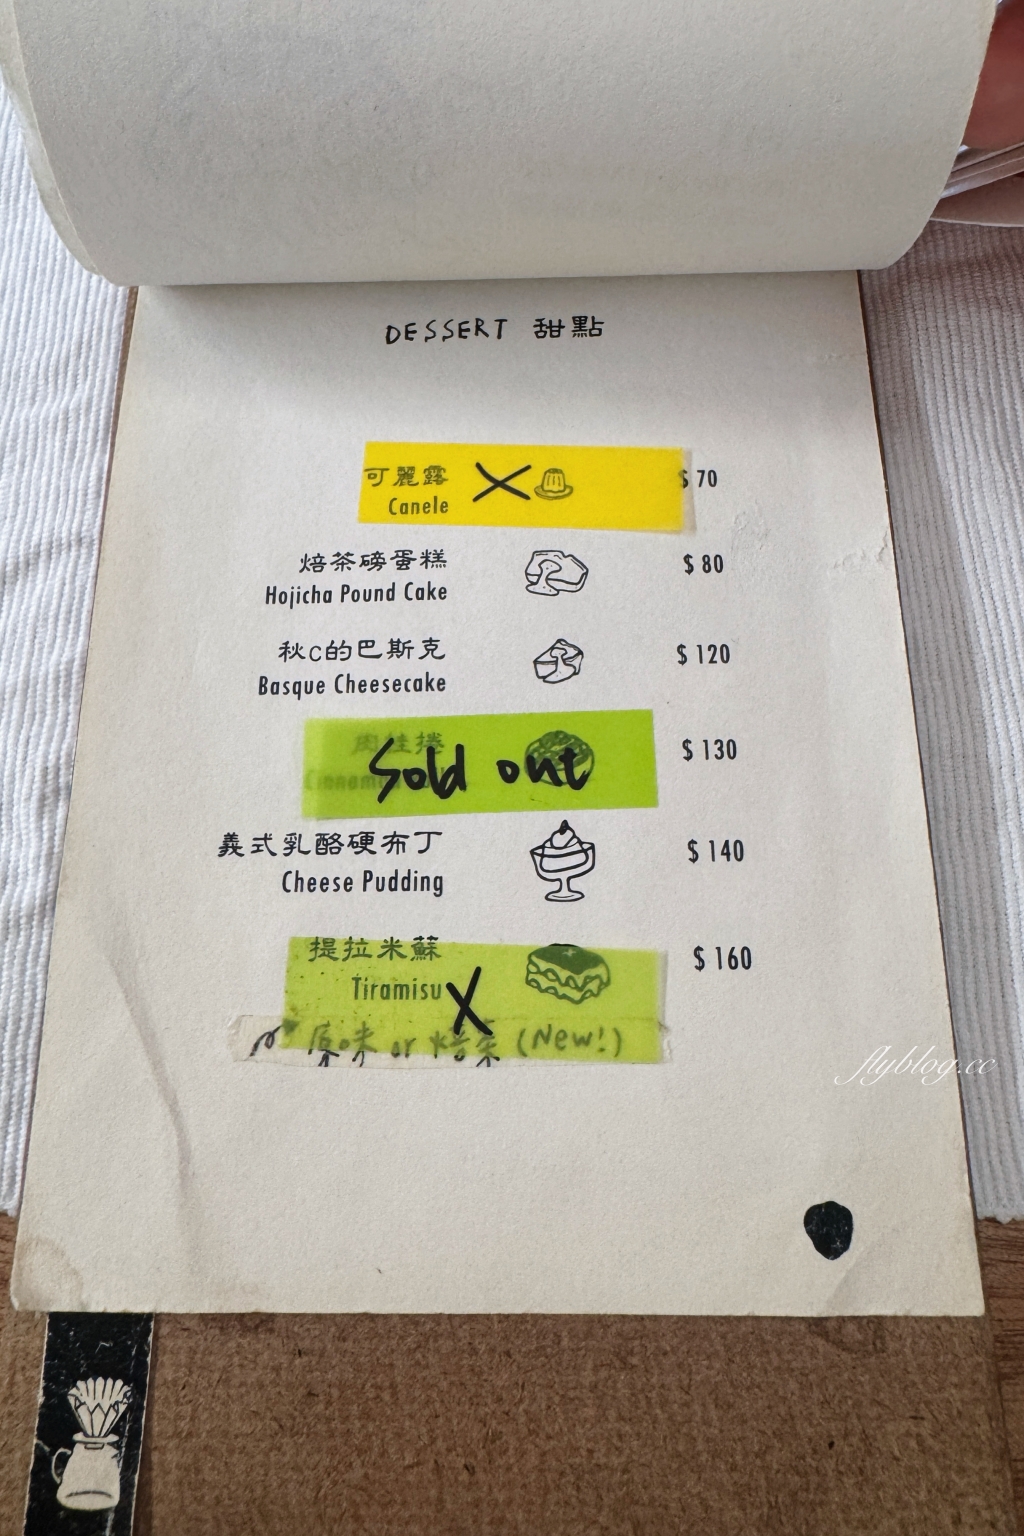 DESSERT 甜點
可麗露 X $ 70
Canele
焙茶磅蛋糕 $ 80
Hojicha Pound Cake
秋c的巴斯克 $ 120
Basque Cheesecake
肉桂捲 $ 130
Cinnamon Roll
Sold out
義式乳酪硬布丁 $ 140
Cheese Pudding
提拉米蘇 $ 160
Tiramisu X
原味 or 焙茶 (New!)
flyblog.cc